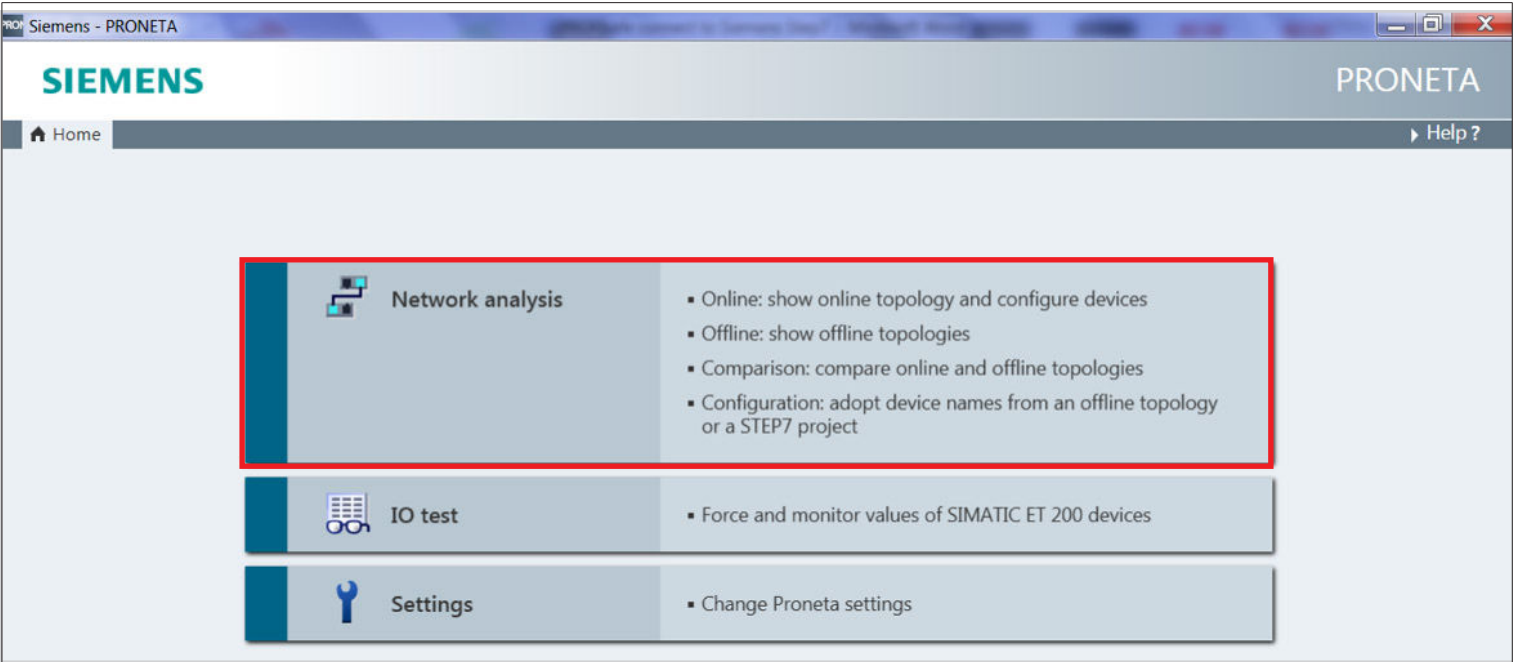 Siemens - PRONETA
SIEMENS
PRONETA
Home
Help ?
Network analysis
▪ Online: show online topology and configure devices
▪ Offline: show offline topologies
▪ Comparison: compare online and offline topologies
▪ Configuration: adopt device names from an offline topology
or a STEP7 project
IO test
▪ Force and monitor values of SIMATIC ET 200 devices
Settings
▪ Change Proneta settings